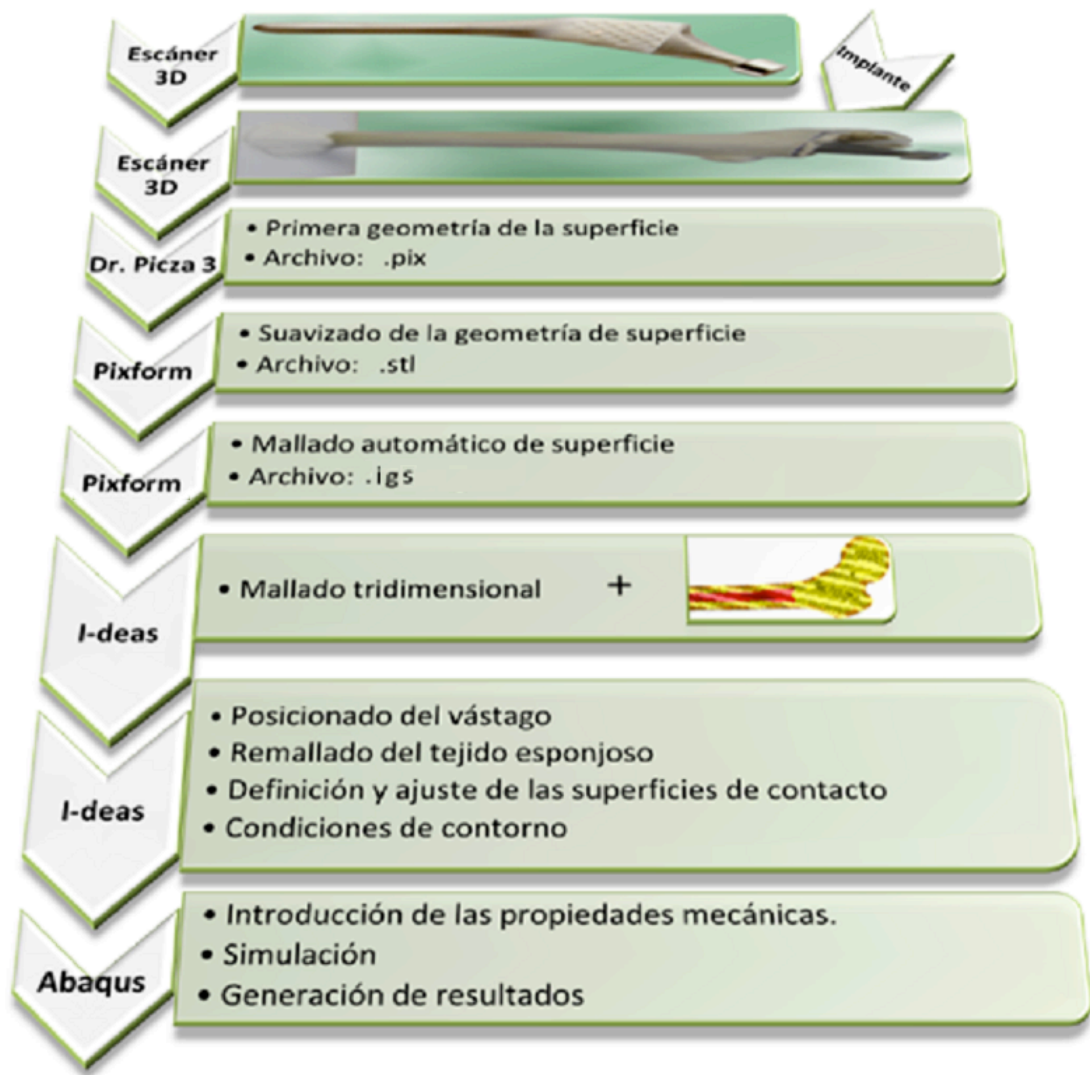 Escáner
3D
Implante
Escáner
3D
Dr. Picza 3
• Primera geometría de la superficie
• Archivo: .pix
Pixform
• Suavizado de la geometría de superficie
• Archivo: .stl
Pixform
• Mallado automático de superficie
• Archivo: .igs
I-deas
• Mallado tridimensional +
I-deas
• Posicionado del vástago
• Remallado del tejido esponjoso
• Definición y ajuste de las superficies de contacto
• Condiciones de contorno
Abaqus
• Introducción de las propiedades mecánicas.
• Simulación
• Generación de resultados